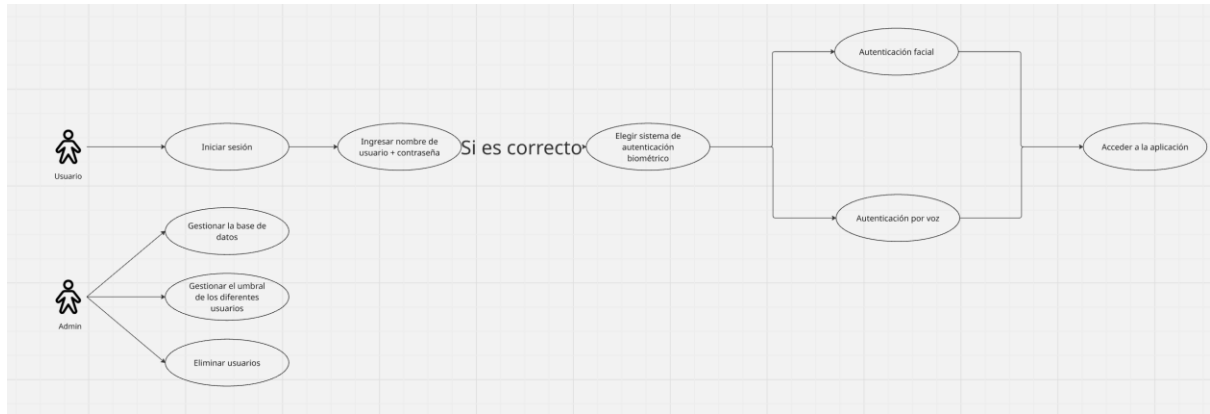 Autenticación facial
Usuario
Iniciar sesión
Ingresar nombre de
usuario + contraseña
Si es correcto
Elegir sistema de
autenticación
biométrico
Acceder a la aplicación
Autenticación por voz
Admin
Gestionar la base de
datos
Gestionar el umbral
de los diferentes
usuarios
Eliminar usuarios